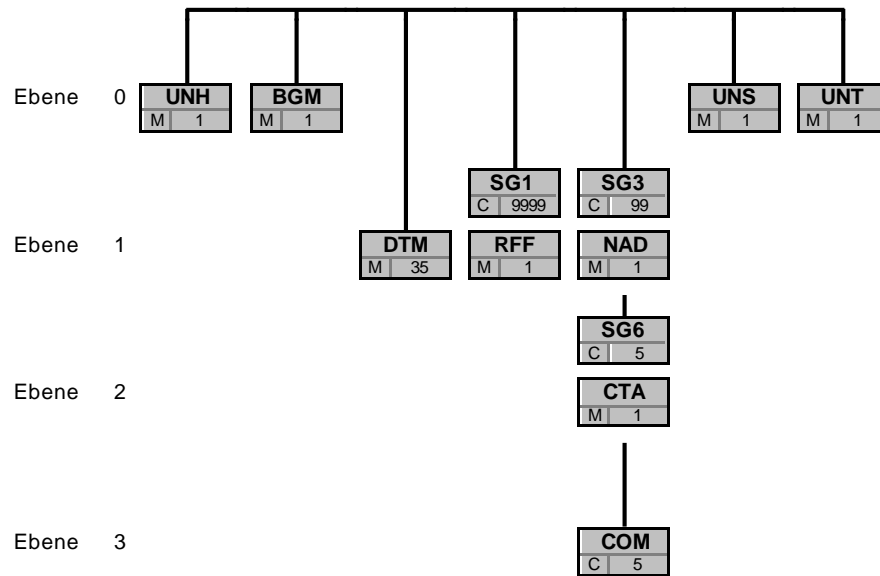 Ebene 0 UNH BGM UNS UNT
M 1 M 1 M 1 M 1
SG1 SG3
C 9999 C 99
Ebene 1 DTM RFF NAD
M 35 M 1 M 1
SG6
C 5
Ebene 2 CTA
M 1
Ebene 3 COM
C 5